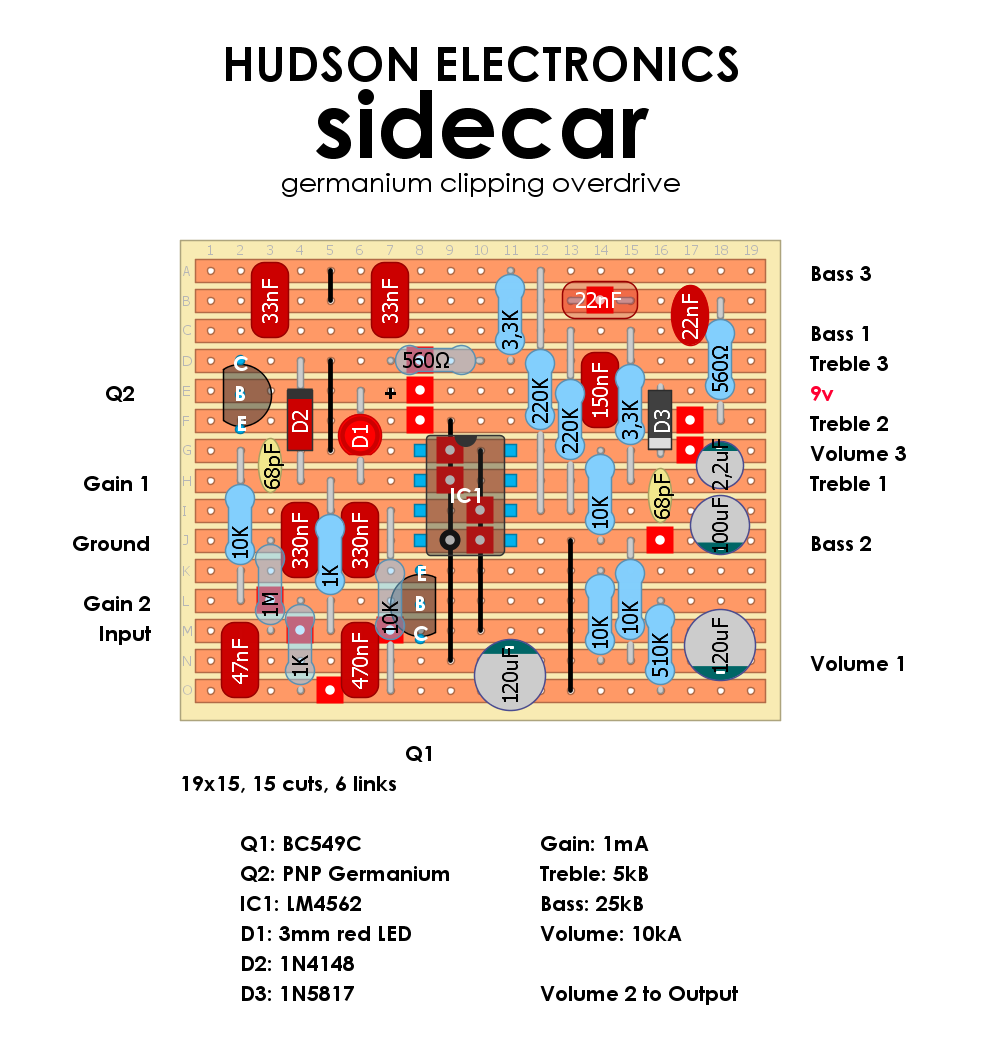 HUDSON ELECTRONICS
sidecar
germanium clipping overdrive
1 2 3 4 5 6 7 8 9 10 11 12 13 14 15 16 17 18 19
A Bass 3
33nF 33nF 3,3K 22nF 22nF
B
C Bass 1
D 560Ω 560Ω Treble 3
C
Q2 B E + 220K 150nF 3,3K D3 9v
E F D2 D1 220K Treble 2
G 68pF 2,2uF Volume 3
Gain 1 H IC1 10K 68pF Treble 1
I 10K 330nF 1K 330nF 100uF
Ground J Bass 2
K E
Gain 2 L 1M 10K B 10K 10K
Input M C
N 47nF 1K 470nF 120uF 510K 120uF Volume 1
O
Q1
19x15, 15 cuts, 6 links
Q1: BC549C Gain: 1mA
Q2: PNP Germanium Treble: 5kB
IC1: LM4562 Bass: 25kB
D1: 3mm red LED Volume: 10kA
D2: 1N4148
D3: 1N5817 Volume 2 to Output